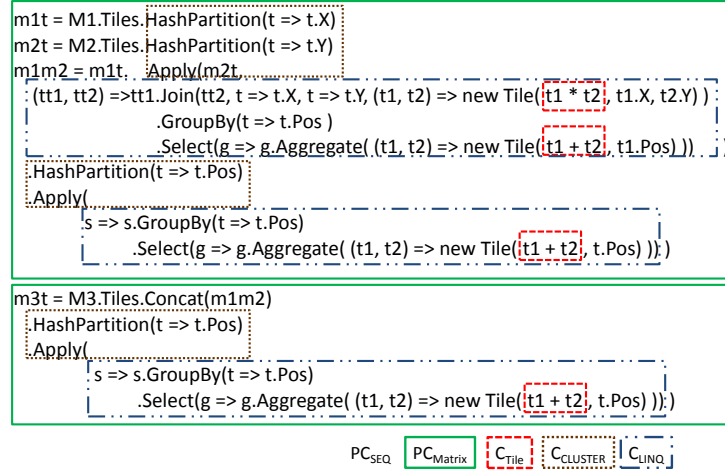 m1t = M1.Tiles.HashPartition(t => t.X)
m2t = M2.Tiles.HashPartition(t => t.Y)
m1m2 = m1t. Apply(m2t,
(tt1, tt2) =>tt1.Join(tt2, t => t.X, t => t.Y, (t1, t2) => new Tile( t1 * t2 , t1.X, t2.Y) )
.GroupBy(t => t.Pos )
.Select(g => g.Aggregate( (t1, t2) => new Tile( t1 + t2 , t1.Pos) )) )
.HashPartition(t => t.Pos)
.Apply(
s => s.GroupBy(t => t.Pos)
.Select(g => g.Aggregate( (t1, t2) => new Tile( t1 + t2 , t.Pos) )) )
m3t = M3.Tiles.Concat(m1m2)
.HashPartition(t => t.Pos)
.Apply(
s => s.GroupBy(t => t.Pos)
.Select(g => g.Aggregate( (t1, t2) => new Tile( t1 + t2 , t.Pos) )) )
PCSEQ PCMatrix CTile CCLUSTER CLINQ